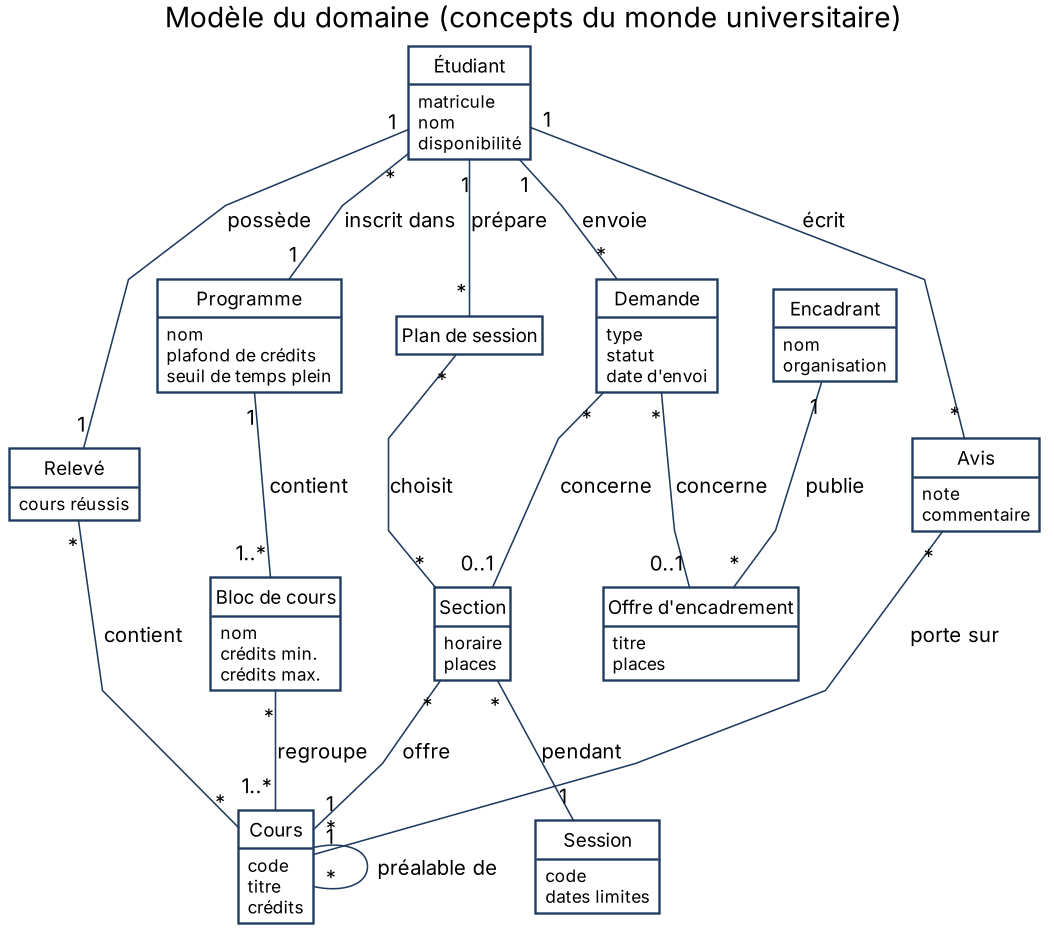 Modèle du domaine (concepts du monde universitaire)
Étudiant
matricule
nom
disponibilité
1
*
1
1
1
possède
inscrit dans
prépare
envoie
écrit
1
*
*
Programme
nom
plafond de crédits
seuil de temps plein
Plan de session
Demande
type
statut
date d'envoi
Encadrant
nom
organisation
1
1
*
*
*
1
*
Relevé
cours réussis
Avis
note
commentaire
contient
choisit
concerne
concerne
publie
*
1..*
*
0..1
0..1
*
*
Bloc de cours
nom
crédits min.
crédits max.
Section
horaire
places
Offre d'encadrement
titre
places
contient
porte sur
*
*
*
regroupe
offre
pendant
*
1..*
1
*
1
1
Cours
code
titre
crédits
*
préalable de
Session
code
dates limites